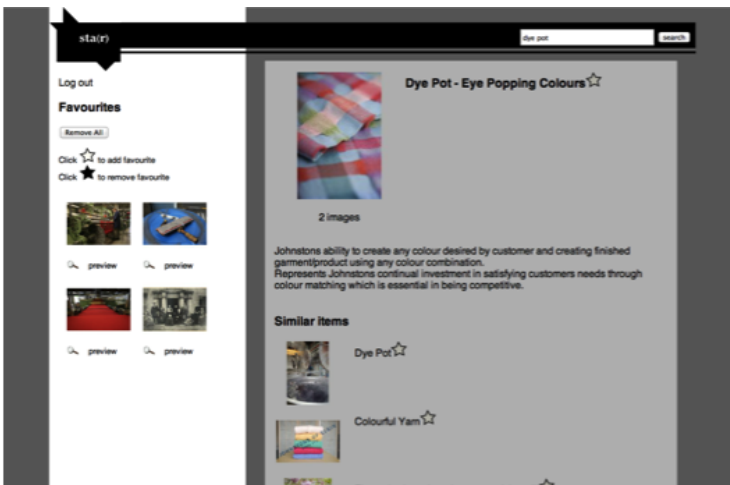 sta(r)
dye pot
search
Log out
Favourites
Remove All
Click to add favourite
Click to remove favourite
preview
preview
preview
preview
Dye Pot - Eye Popping Colours
2 images
Johnstons ability to create any colour desired by customer and creating finished
garment/product using any colour combination.
Represents Johnstons continual investment in satisfying customers needs through
colour matching which is essential in being competitive.
Similar items
Dye Pot
Colourful Yarn